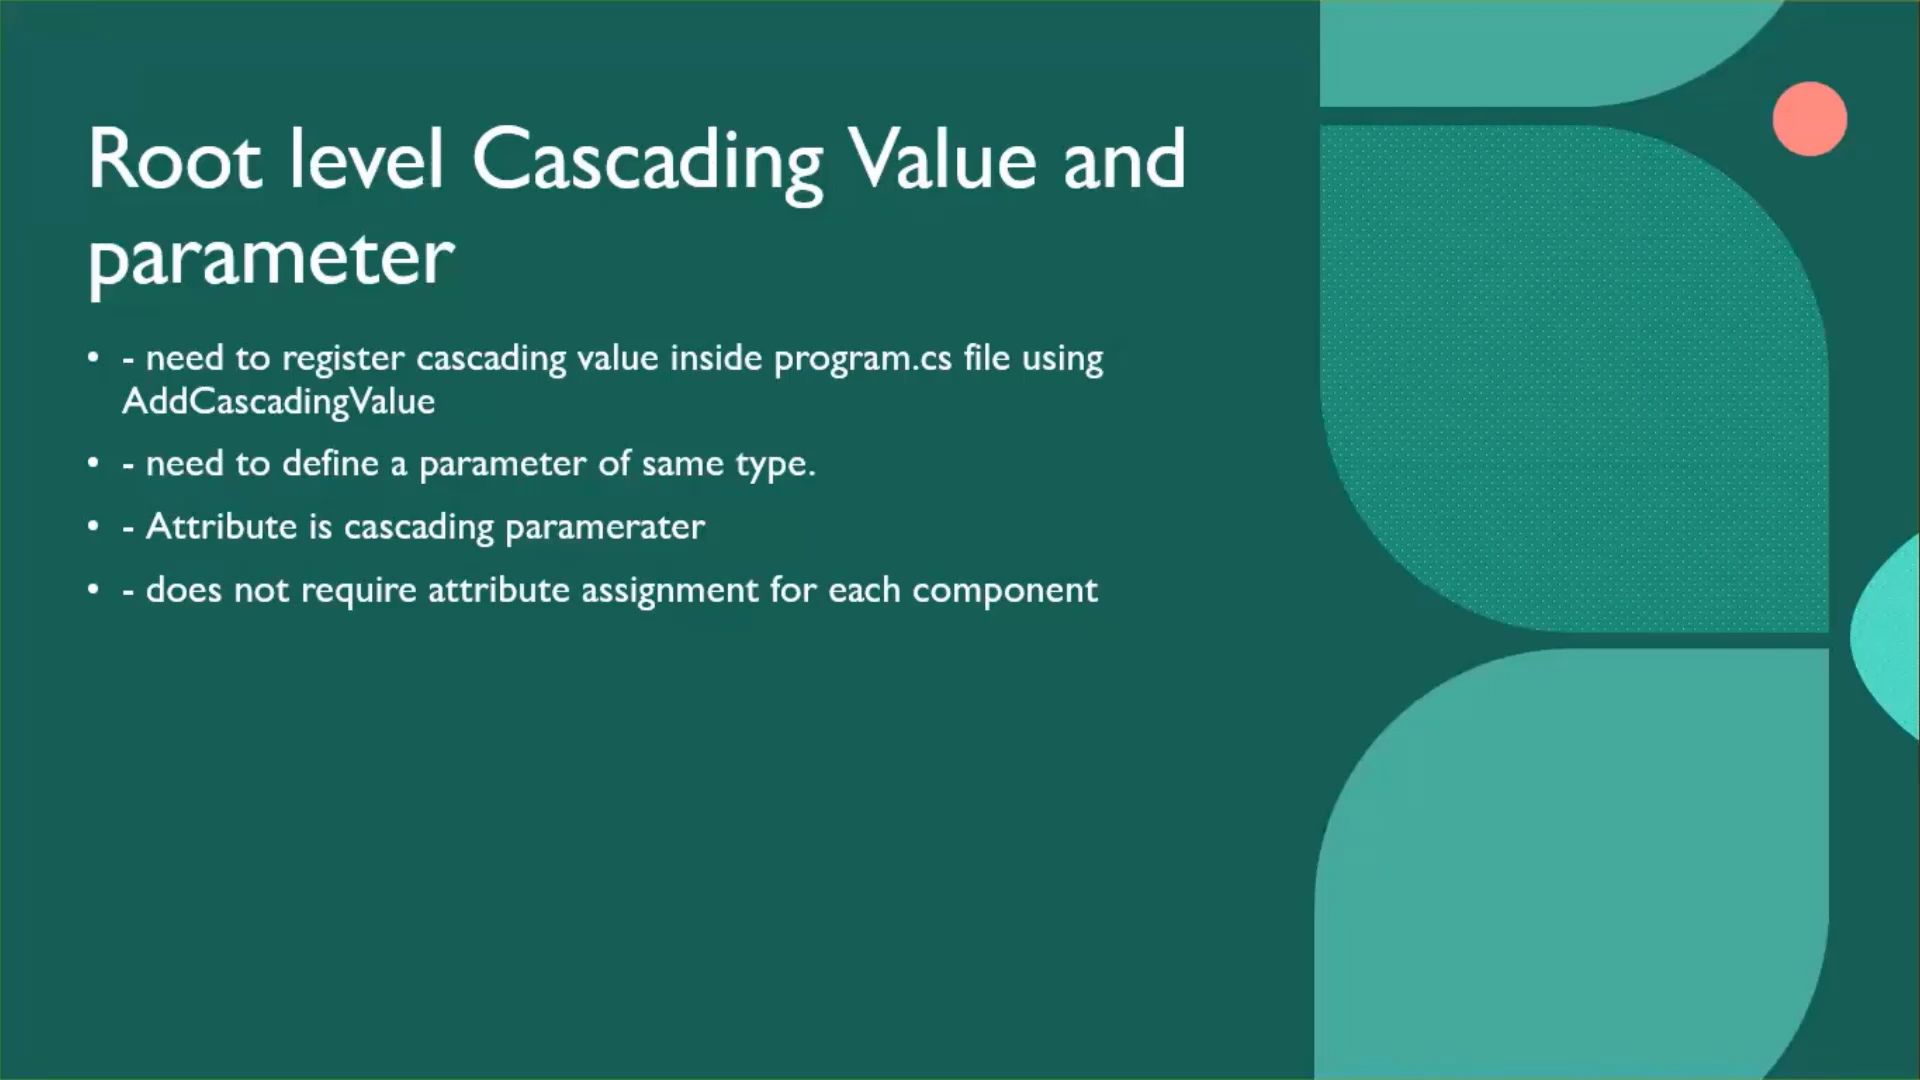 Root level Cascading Value and
parameter
• - need to register cascading value inside program.cs file using
AddCascadingValue
• - need to define a parameter of same type.
• - Attribute is cascading paramerater
• - does not require attribute assignment for each component